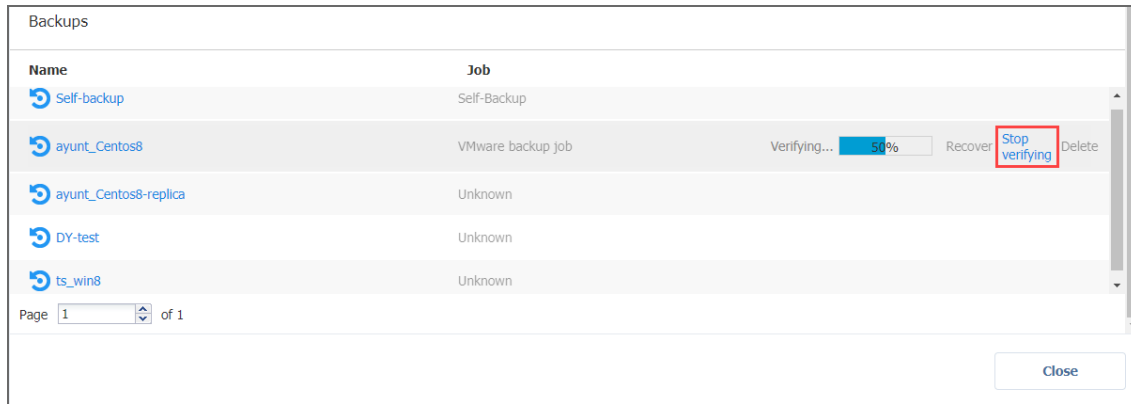 Backups
Name Job
Self-backup Self-Backup
ayunt_Centos8 VMware backup job Verifying... 50% Recover Stop verifying Delete
ayunt_Centos8-replica Unknown
DY-test Unknown
ts_win8 Unknown
Page 1 of 1
Close